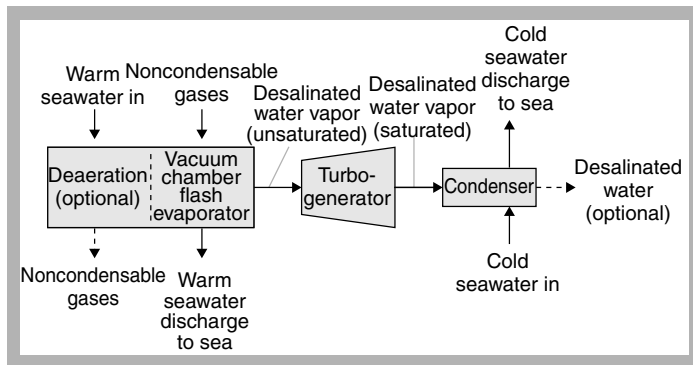 Warm
seawater in
Noncondensable
gases
Desalinated
water vapor
(unsaturated)
Desalinated
water vapor
(saturated)
Cold
seawater
discharge
to sea
Deaeration
(optional)
Vacuum
chamber
flash
evaporator
Turbo-
generator
Condenser
Desalinated
water
(optional)
Noncondensable
gases
Warm
seawater
discharge
to sea
Cold
seawater in